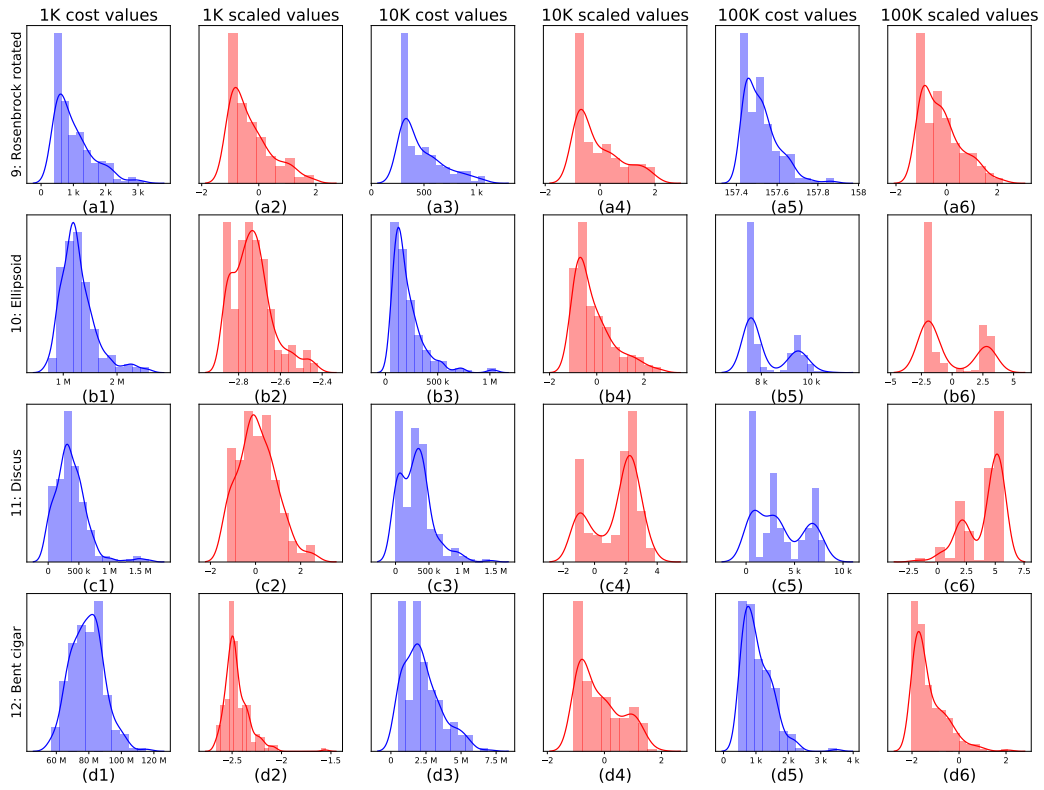 1K cost values 1K scaled values 10K cost values 10K scaled values 100K cost values 100K scaled values
9: Rosenbrock rotated
0 1 k 2 k 3 k
−2 0 2
0 500 1 k
−2 0 2
157.4 157.6 157.8 158
−2 0 2
(a1) (a2) (a3) (a4) (a5) (a6)
10: Ellipsoid
1 M 2 M
−2.8 −2.6 −2.4
0 500 k 1 M
−2 0 2
8 k 10 k
−5 −2 0 2 5
(b1) (b2) (b3) (b4) (b5) (b6)
11: Discus
0 500 k 1 M 1.5 M
−2 0 2
0 500 k 1 M 1.5 M
−2 0 2 4
0 5 k 10 k
−2.5 0 2.5 5 7.5
(c1) (c2) (c3) (c4) (c5) (c6)
12: Bent cigar
60 M 80 M 100 M 120 M
−2.5 −2.0 −1.5
0 2.5 M 5 M 7.5 M
−2 0 2
0 1 k 2 k 3 k 4 k
−2 0 2
(d1) (d2) (d3) (d4) (d5) (d6)